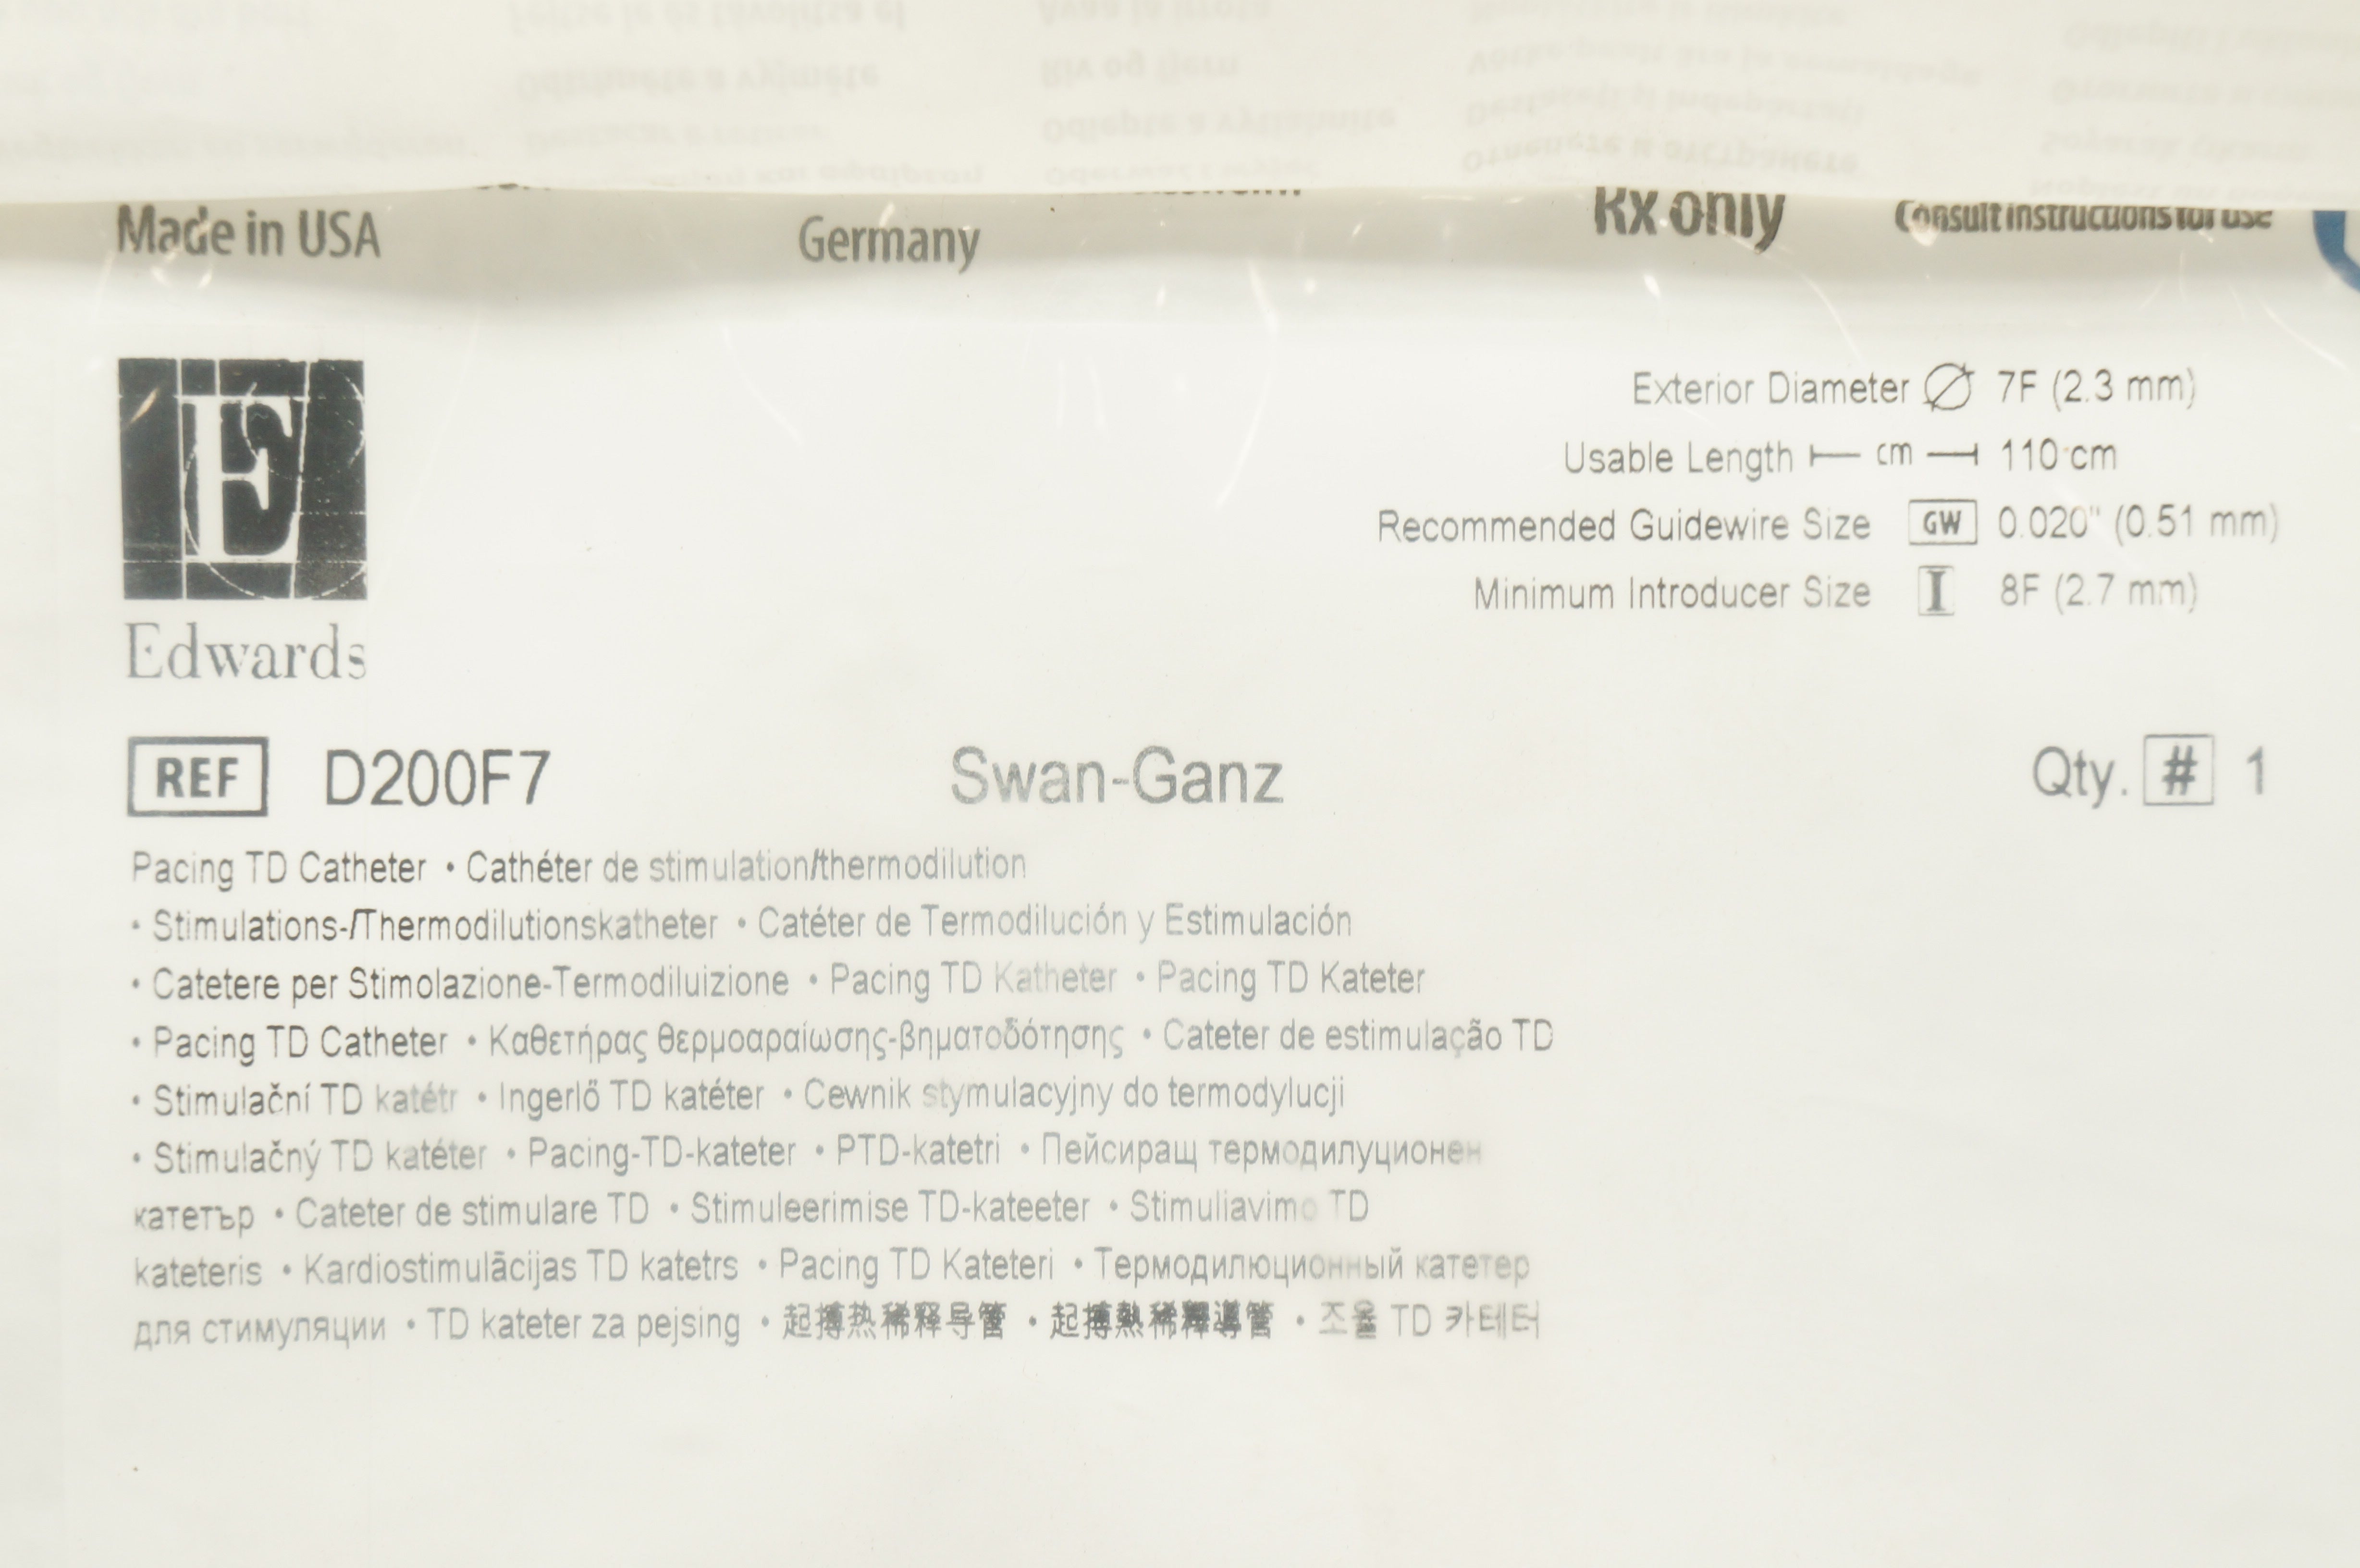 Made in USA
Germany
Rx only
Consult instructions for use
Exterior Diameter Ø 7F (2.3 mm)
Usable Length cm 110 cm
Recommended Guidewire Size GW 0.020" (0.51 mm)
Minimum Introducer Size I 8F (2.7 mm)
E
Edwards
REF D200F7 Swan-Ganz Qty. # 1
Pacing TD Catheter • Cathéter de stimulation/thermodilution
• Stimulations-/Thermodilutionskatheter • Catéter de Termodilución y Estimulación
• Catetere per Stimolazione-Termodiluizione • Pacing TD Katheter • Pacing TD Kateter
• Pacing TD Catheter • Καθετήρας θερμοαραίωσης-βηματοδότησης • Cateter de estimulação TD
• Stimulační TD katétr • Ingerlő TD katéter • Cewnik stymulacyjny do termodylucji
• Stimulačný TD katéter • Pacing-TD-kateter • PTD-katetri • Пейсиращ термодилуционен
катетър • Cateter de stimulare TD • Stimuleerimise TD-kateeter • Stimuliavimo TD
kateteris • Kardiostimulācijas TD katetrs • Pacing TD Kateteri • Термодилюционный катетер
для стимуляции • TD kateter za pejsing • 起搏热稀释导管 • 起搏熱稀釋導管 • 조율 TD 카테터